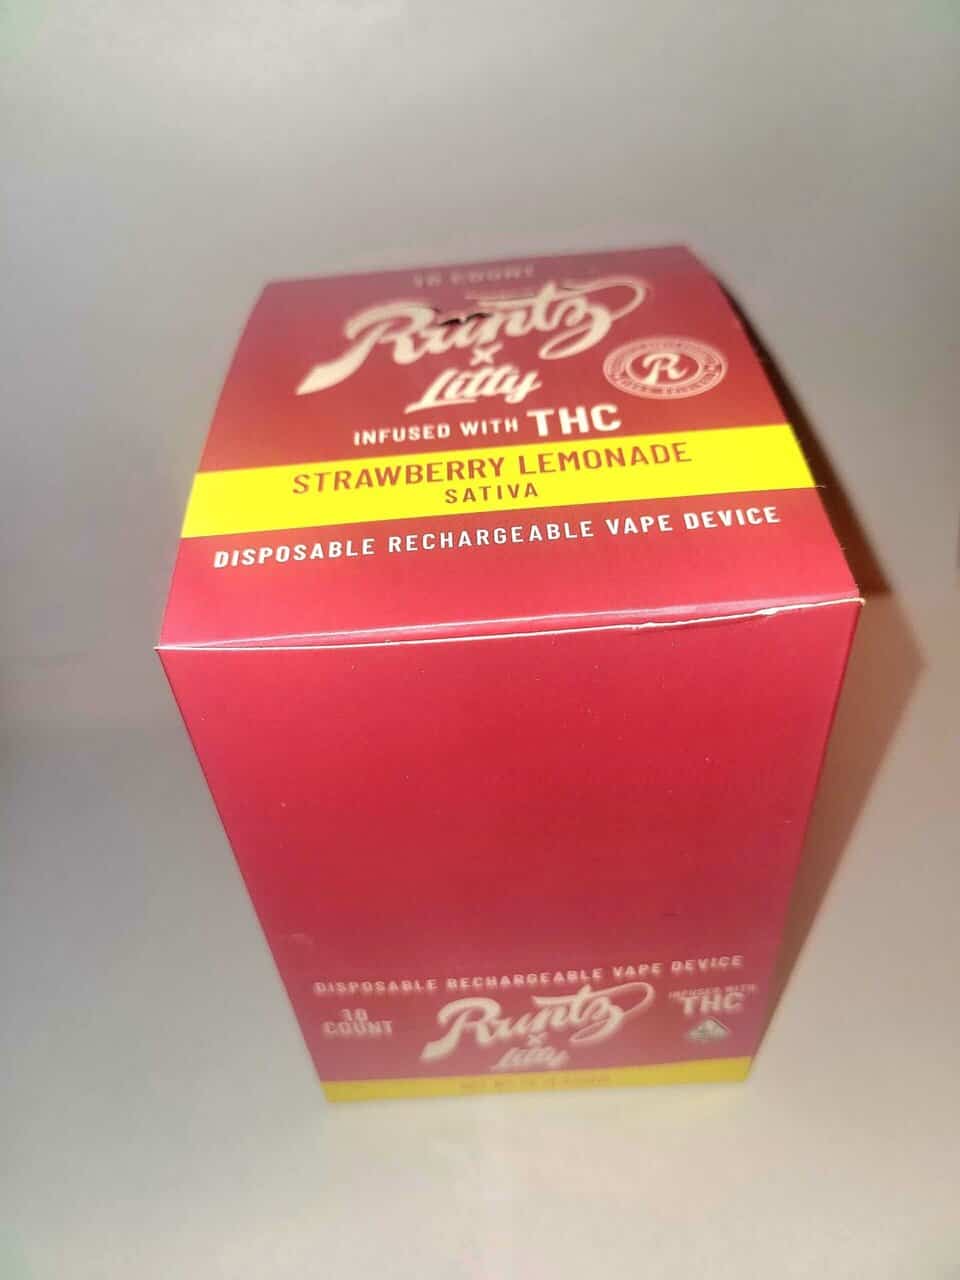 10 COUNT
Runtz
x
Litty
R
INFUSED WITH THC
STRAWBERRY LEMONADE
SATIVA
DISPOSABLE RECHARGEABLE VAPE DEVICE
DISPOSABLE RECHARGEABLE VAPE DEVICE
10
COUNT
Runtz
x
Litty
INFUSED WITH
THC